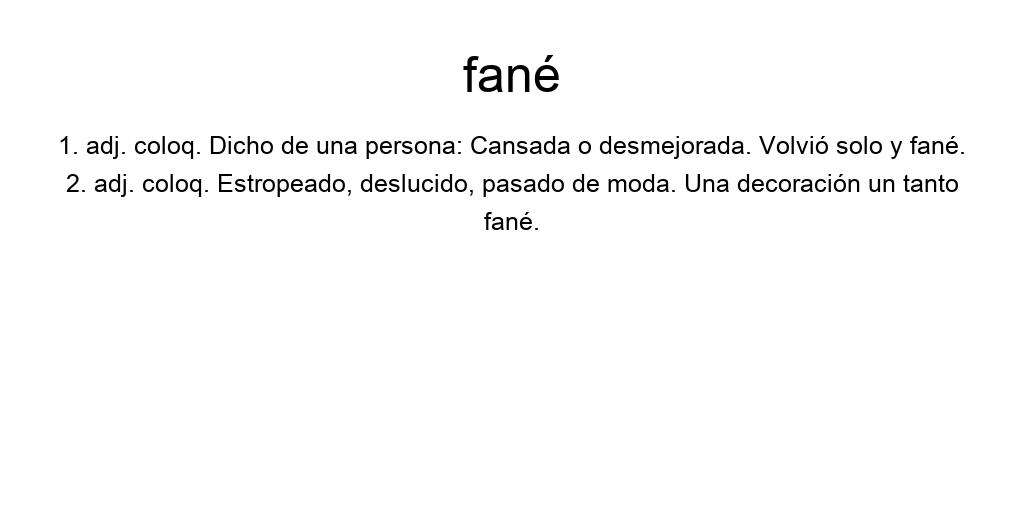 fané
1. adj. coloq. Dicho de una persona: Cansada o desmejorada. Volvió solo y fané.
2. adj. coloq. Estropeado, deslucido, pasado de moda. Una decoración un tanto
fané.